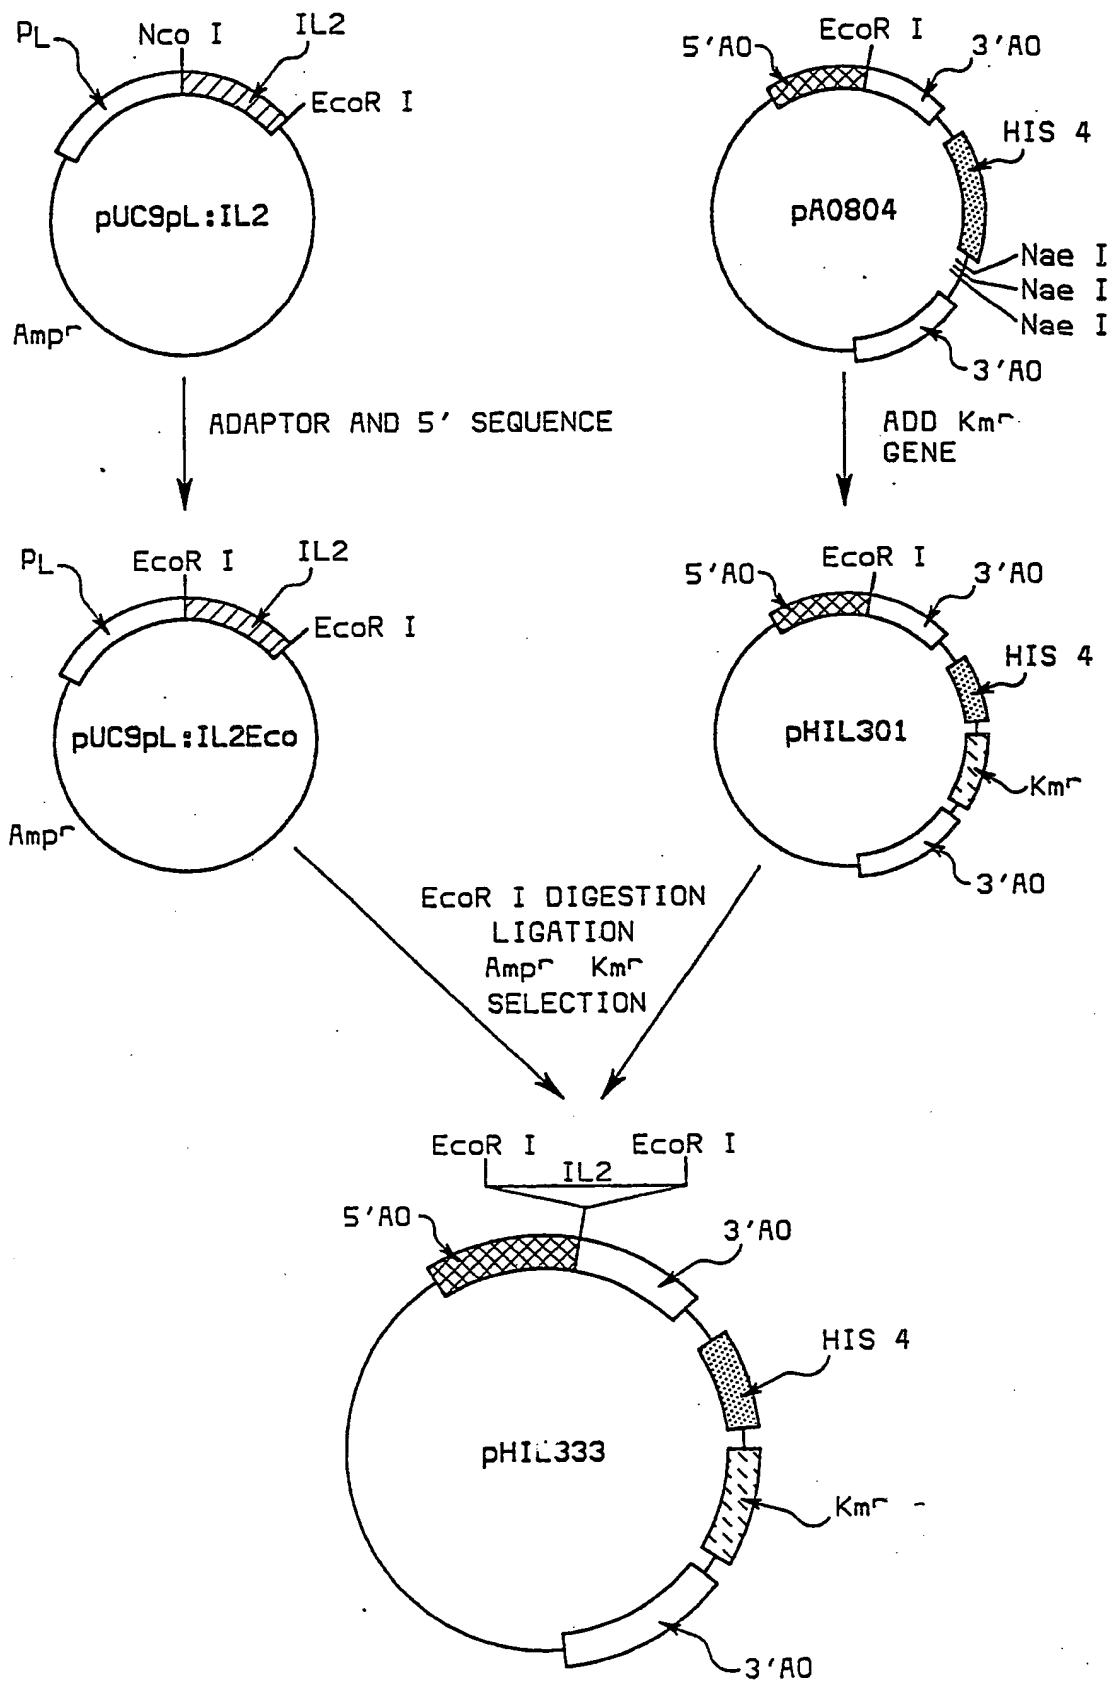 PL
Nco I
IL2
EcoR I
pUC9pL:IL2
Ampr
5'AO
EcoR I
3'AO
HIS 4
pAO804
Nae I
Nae I
Nae I
3'AO
ADAPTOR AND 5' SEQUENCE
ADD Kmr
GENE
PL
EcoR I
IL2
EcoR I
pUC9pL:IL2Eco
Ampr
5'AO
EcoR I
3'AO
HIS 4
pHIL301
Kmr
3'AO
EcoR I DIGESTION
LIGATION
Ampr Kmr
SELECTION
EcoR I
EcoR I
IL2
5'AO
3'AO
HIS 4
pHIL333
Kmr
3'AO